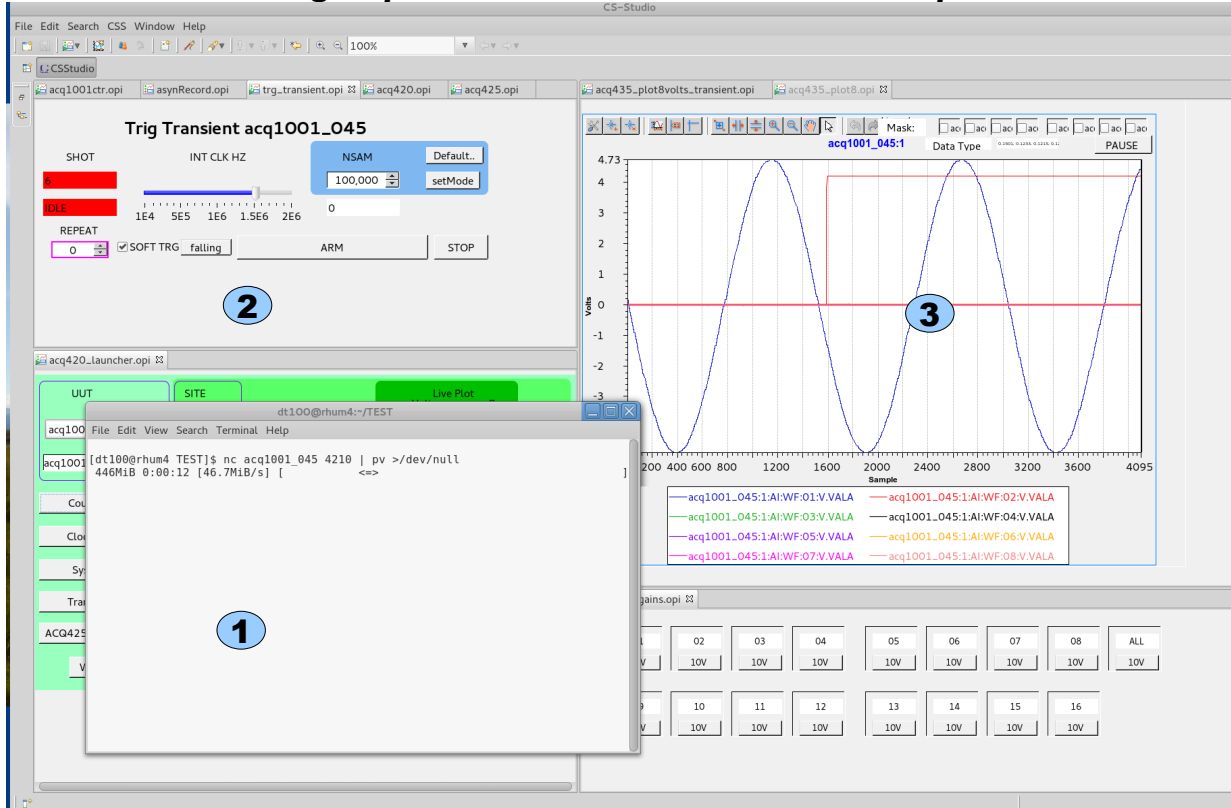 CS-Studio
File Edit Search CSS Window Help
100%
CSStudio
acq1001ctr.opi asynRecord.opi trg_transient.opi acq420.opi acq425.opi
Trig Transient acq1001_045
SHOT INT CLK HZ NSAM Default..
6 100,000 setMode
IDLE 1E4 5E5 1E6 1.5E6 2E6 0
REPEAT
0 SOFT TRG falling ARM STOP
2
acq435_plot8volts_transient.opi acq435_plot8.opi
Mask:
acq1001_045:1 Data Type PAUSE
4.73
4
3
2
1
0
-1
-2
-3
Volts
3
200 400 600 800 1200 1600 2000 2400 2800 3200 3600 4095
Sample
acq1001_045:1:AI:WF:01:V.VALA acq1001_045:1:AI:WF:02:V.VALA
acq1001_045:1:AI:WF:03:V.VALA acq1001_045:1:AI:WF:04:V.VALA
acq1001_045:1:AI:WF:05:V.VALA acq1001_045:1:AI:WF:06:V.VALA
acq1001_045:1:AI:WF:07:V.VALA acq1001_045:1:AI:WF:08:V.VALA
acq420_launcher.opi
UUT SITE Live Plot
acq100
acq1001
Cou
Clo
Sy
Tra
ACQ425
V
dt100@rhum4:~/TEST
File Edit View Search Terminal Help
[dt100@rhum4 TEST]$ nc acq1001_045 4210 | pv >/dev/null
446MiB 0:00:12 [46.7MiB/s] [ <=> ]
1
gains.opi
02 03 04 05 06 07 08 ALL
V 10V 10V 10V 10V 10V 10V 10V 10V
10 11 12 13 14 15 16
V 10V 10V 10V 10V 10V 10V 10V